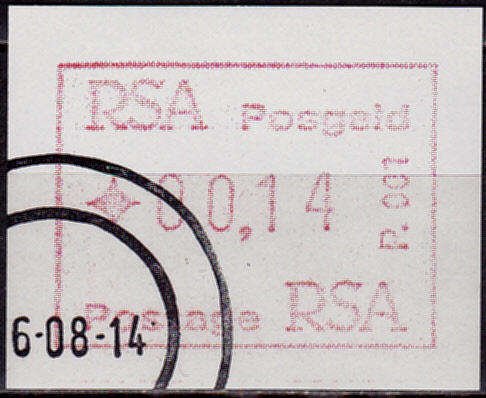 RSA Posgeld
00,14
P. 001
Postage RSA
6-08-14